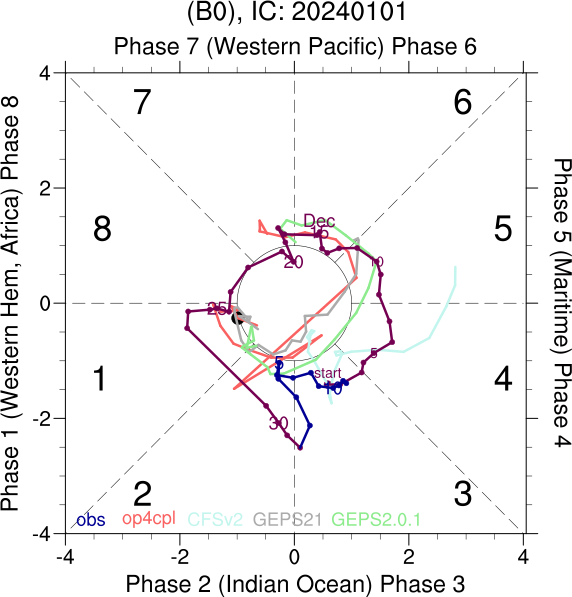 (B0), IC: 20240101
Phase 7 (Western Pacific) Phase 6
4
7
6
Phase 1 (Western Hem, Africa) Phase 8
Phase 5 (Maritime) Phase 4
2
Dec
15
8
5
20
10
0
25
5
5
start
10
1
4
-2
30
2
3
obs
op4cpl
CFSv2
GEPS21
GEPS2.0.1
-4
-4
-2
0
2
4
Phase 2 (Indian Ocean) Phase 3